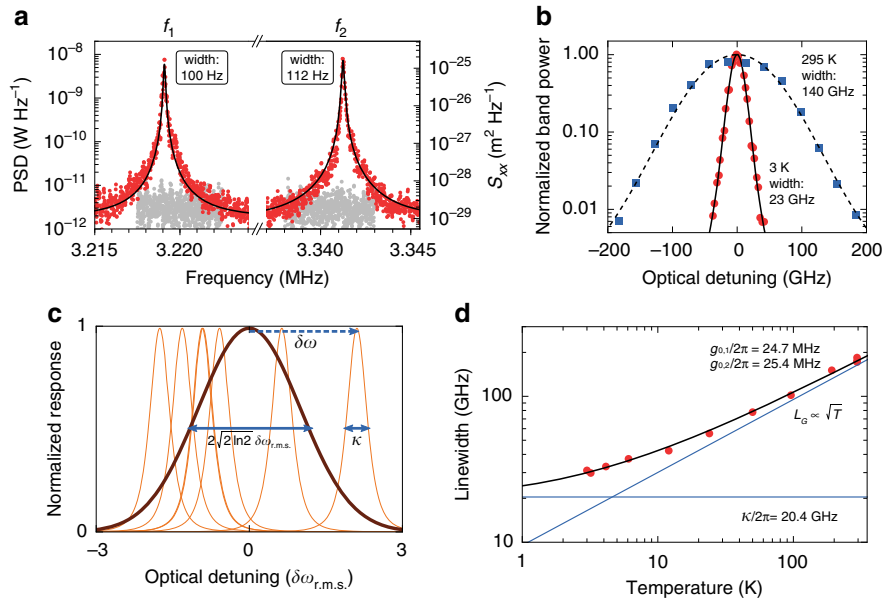 a
f1
f2
10−8
10−9
10−10
10−11
10−12
PSD (W Hz−1)
width:
100 Hz
width:
112 Hz
10−25
10−26
10−27
10−28
10−29
Sxx (m2 Hz−1)
3.215
3.220
3.340
3.345
Frequency (MHz)
b
1.00
0.10
0.01
Normalized band power
295 K
width:
140 GHz
3 K
width:
23 GHz
−200
−100
0
100
200
Optical detuning (GHz)
c
1
0
Normalized response
δω
2√2 ln2 δωr.m.s.
κ
−3
0
3
Optical detuning (δωr.m.s.)
d
100
10
Linewidth (GHz)
g0,1/2π = 24.7 MHz
g0,2/2π = 25.4 MHz
LG ∝ √T
κ/2π= 20.4 GHz
1
10
100
Temperature (K)